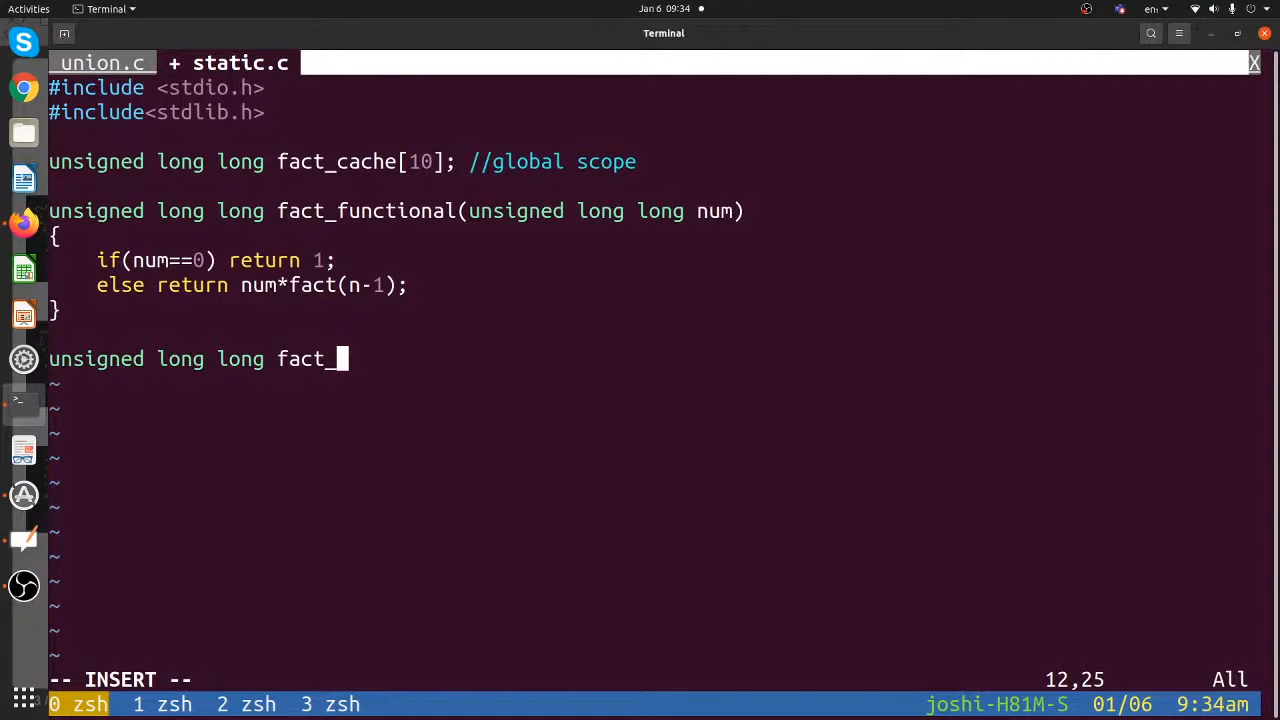 Activities Terminal Jan 6 09:34 en
Terminal
union.c + static.c X
#include <stdio.h>
#include<stdlib.h>
unsigned long long fact_cache[10]; //global scope
unsigned long long fact_functional(unsigned long long num)
{
if(num==0) return 1;
else return num*fact(n-1);
}
unsigned long long fact_
~
~
~
~
~
~
~
~
~
~
~
~
-- INSERT -- 12,25 All
0 zsh 1 zsh 2 zsh 3 zsh joshi-H81M-S 01/06 9:34am